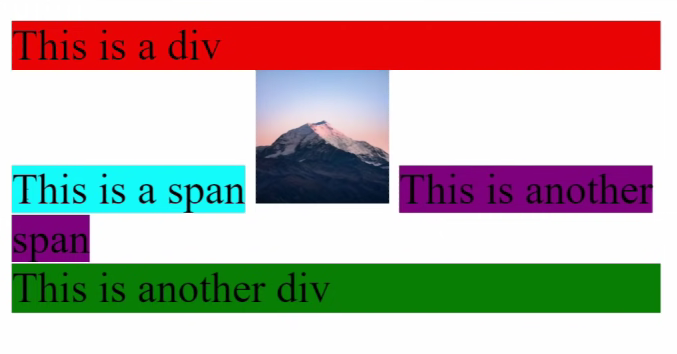 This is a div
This is a span This is another
span
This is another div